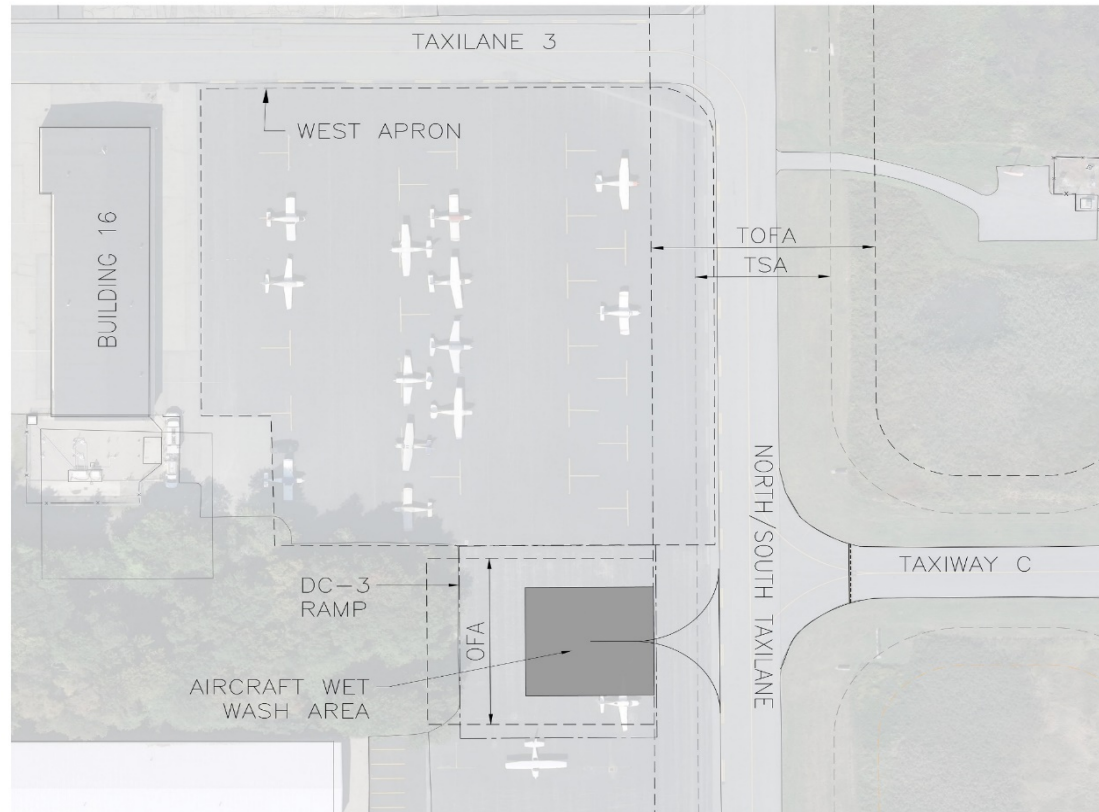 TAXILANE 3
WEST APRON
BUILDING 16
TOFA
TSA
NORTH/SOUTH TAXILANE
TAXIWAY C
DC-3
RAMP
OFA
AIRCRAFT WET
WASH AREA